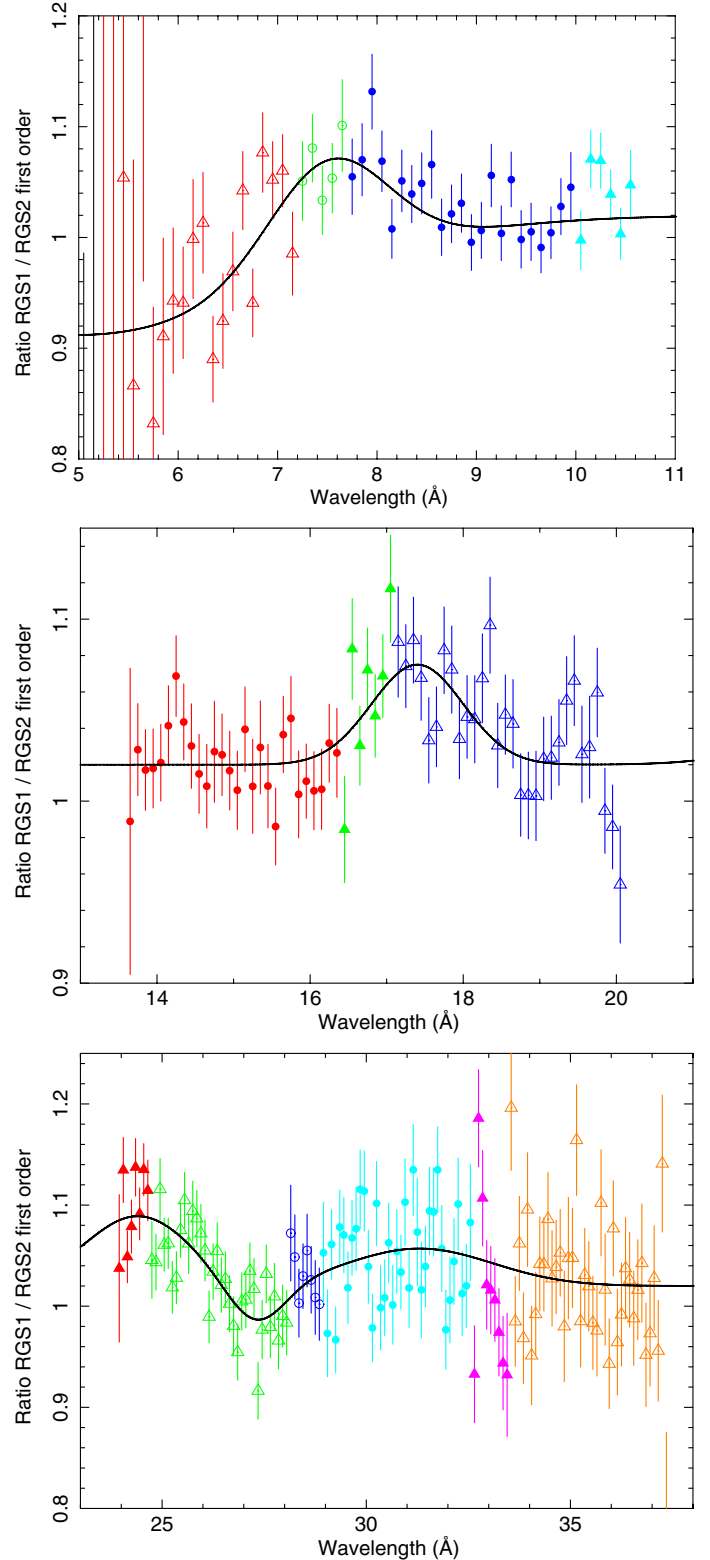 Ratio RGS1 / RGS2 first order
1.2
1.1
1
0.9
0.8
5 6 7 8 9 10 11
Wavelength (Å)
Ratio RGS1 / RGS2 first order
1.1
1
0.9
14 16 18 20
Wavelength (Å)
Ratio RGS1 / RGS2 first order
1.2
1.1
1
0.9
0.8
25 30 35
Wavelength (Å)